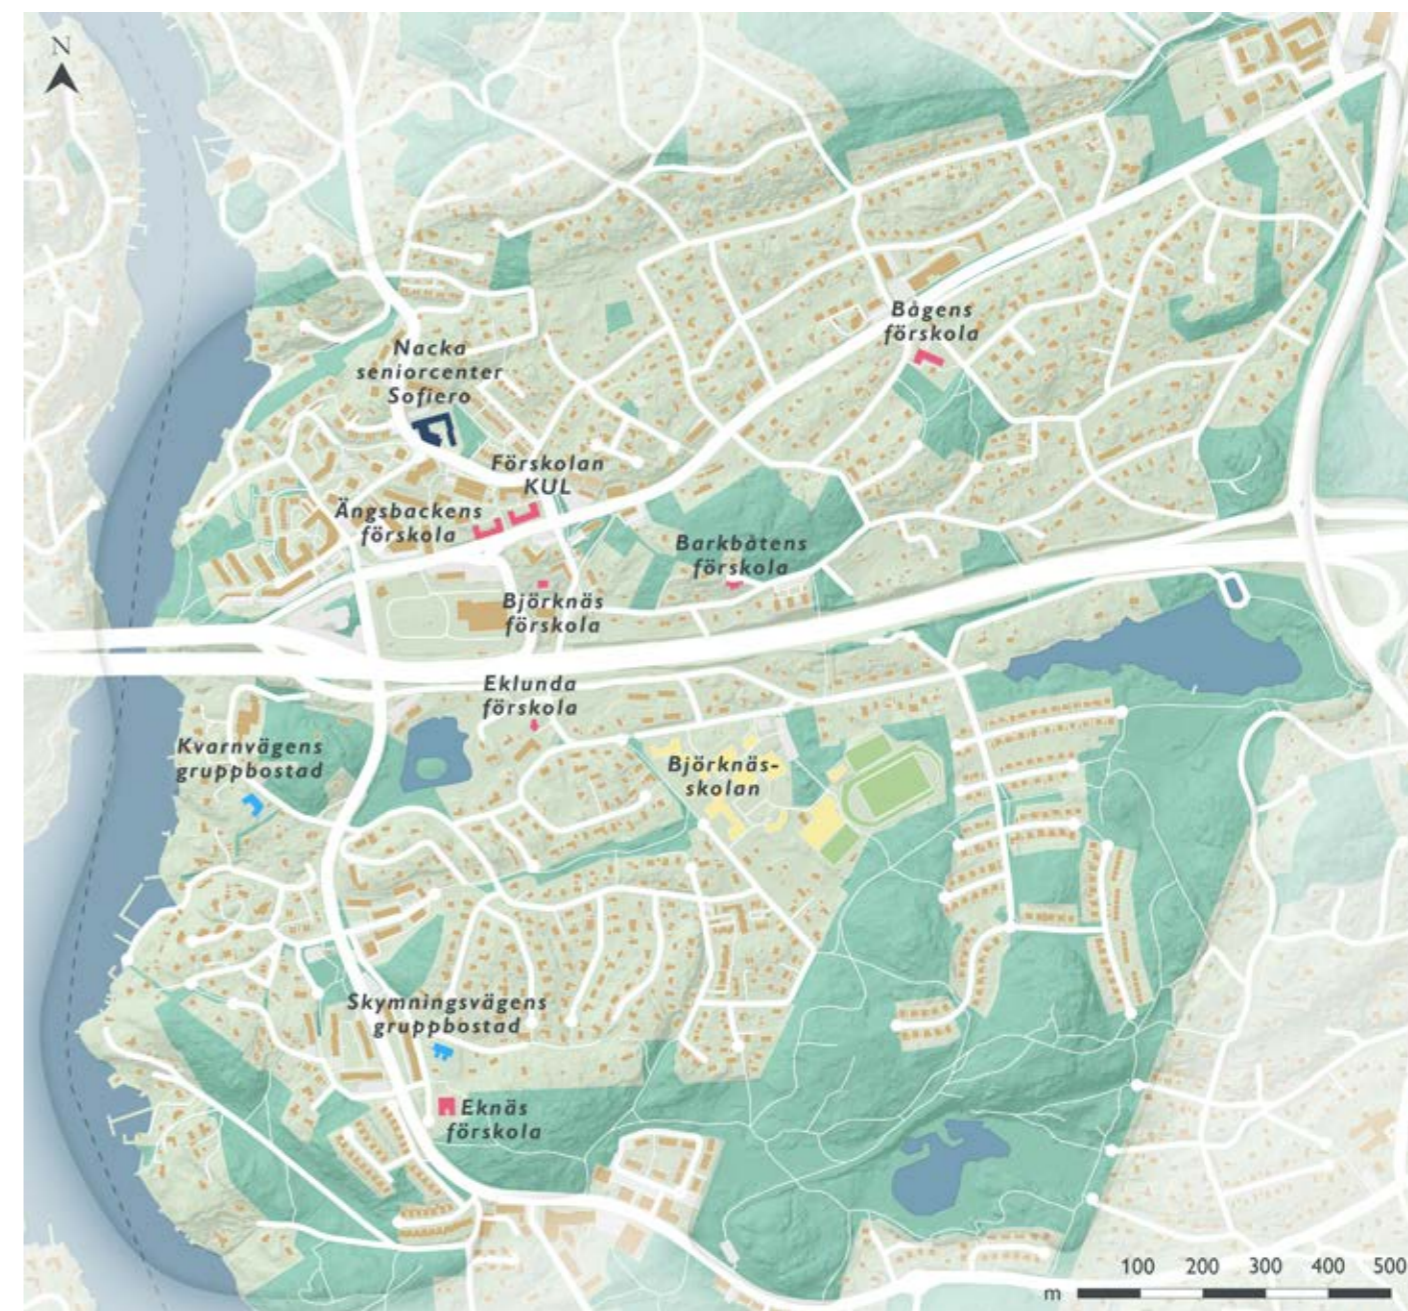 N
Bågens
förskola
Nacka
seniorcenter
Sofiero
Förskolan
KUL
Ängsbackens
förskola
Barkbåtens
förskola
Björknäs
förskola
Eklunda
förskola
Kvarnvägens
gruppbostad
Björknäs-
skolan
Skymningsvägens
gruppbostad
Eknäs
förskola
100 200 300 400 500
m